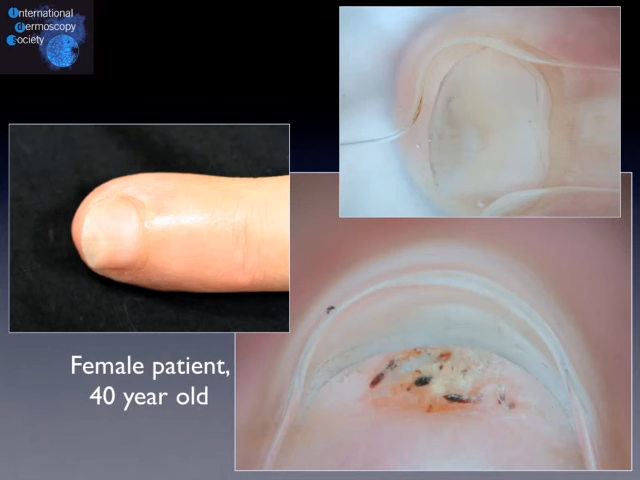 International
dermoscopy
Society
Female patient,
40 year old